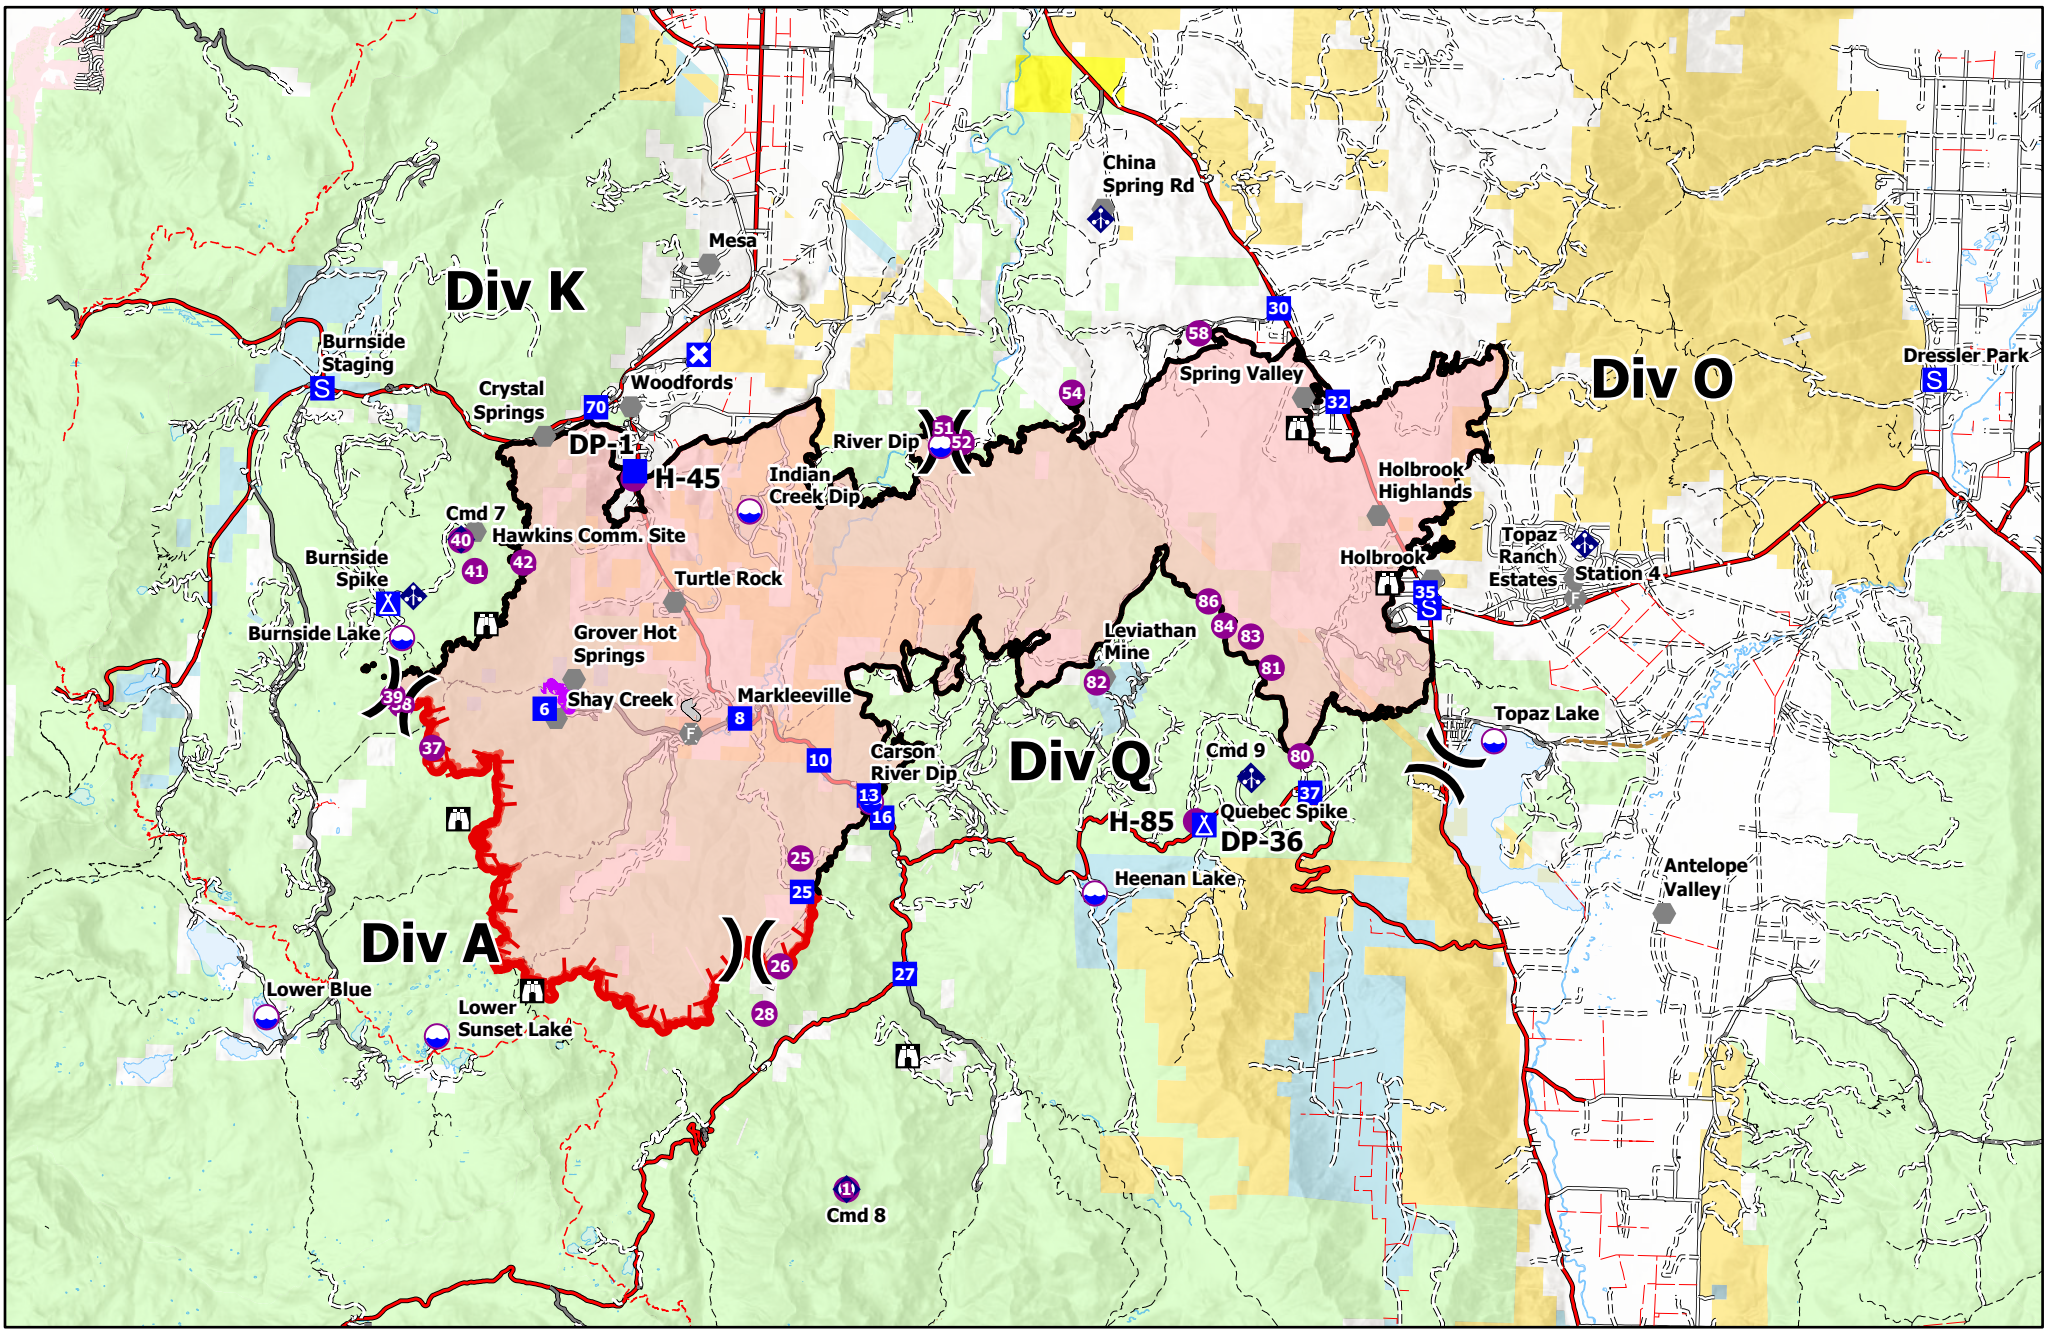 China
Spring Rd
Mesa
Div K
30
58
Burnside
Staging
S
Dressler Park
S
Div O
Spring Valley
Crystal
Springs
Woodfords
70
54
32
DP-1
51
52
River Dip
H-45
Indian
Creek Dip
Holbrook
Highlands
Cmd 7
40
Hawkins Comm. Site
41
42
Topaz
Ranch
Estates
Station 4
F
Holbrook
35
S
Burnside
Spike
Turtle Rock
86
84
83
81
Burnside Lake
Grover Hot
Springs
Leviathan
Mine
82
39
38
Shay Creek
6
Markleeville
8
F
37
Topaz Lake
10
Carson
River Dip
13
16
Div Q
Cmd 9
80
37
H-85
Quebec Spike
DP-36
25
25
Heenan Lake
Antelope
Valley
Div A
26
27
28
Lower Blue
Lower
Sunset Lake
Cmd 8